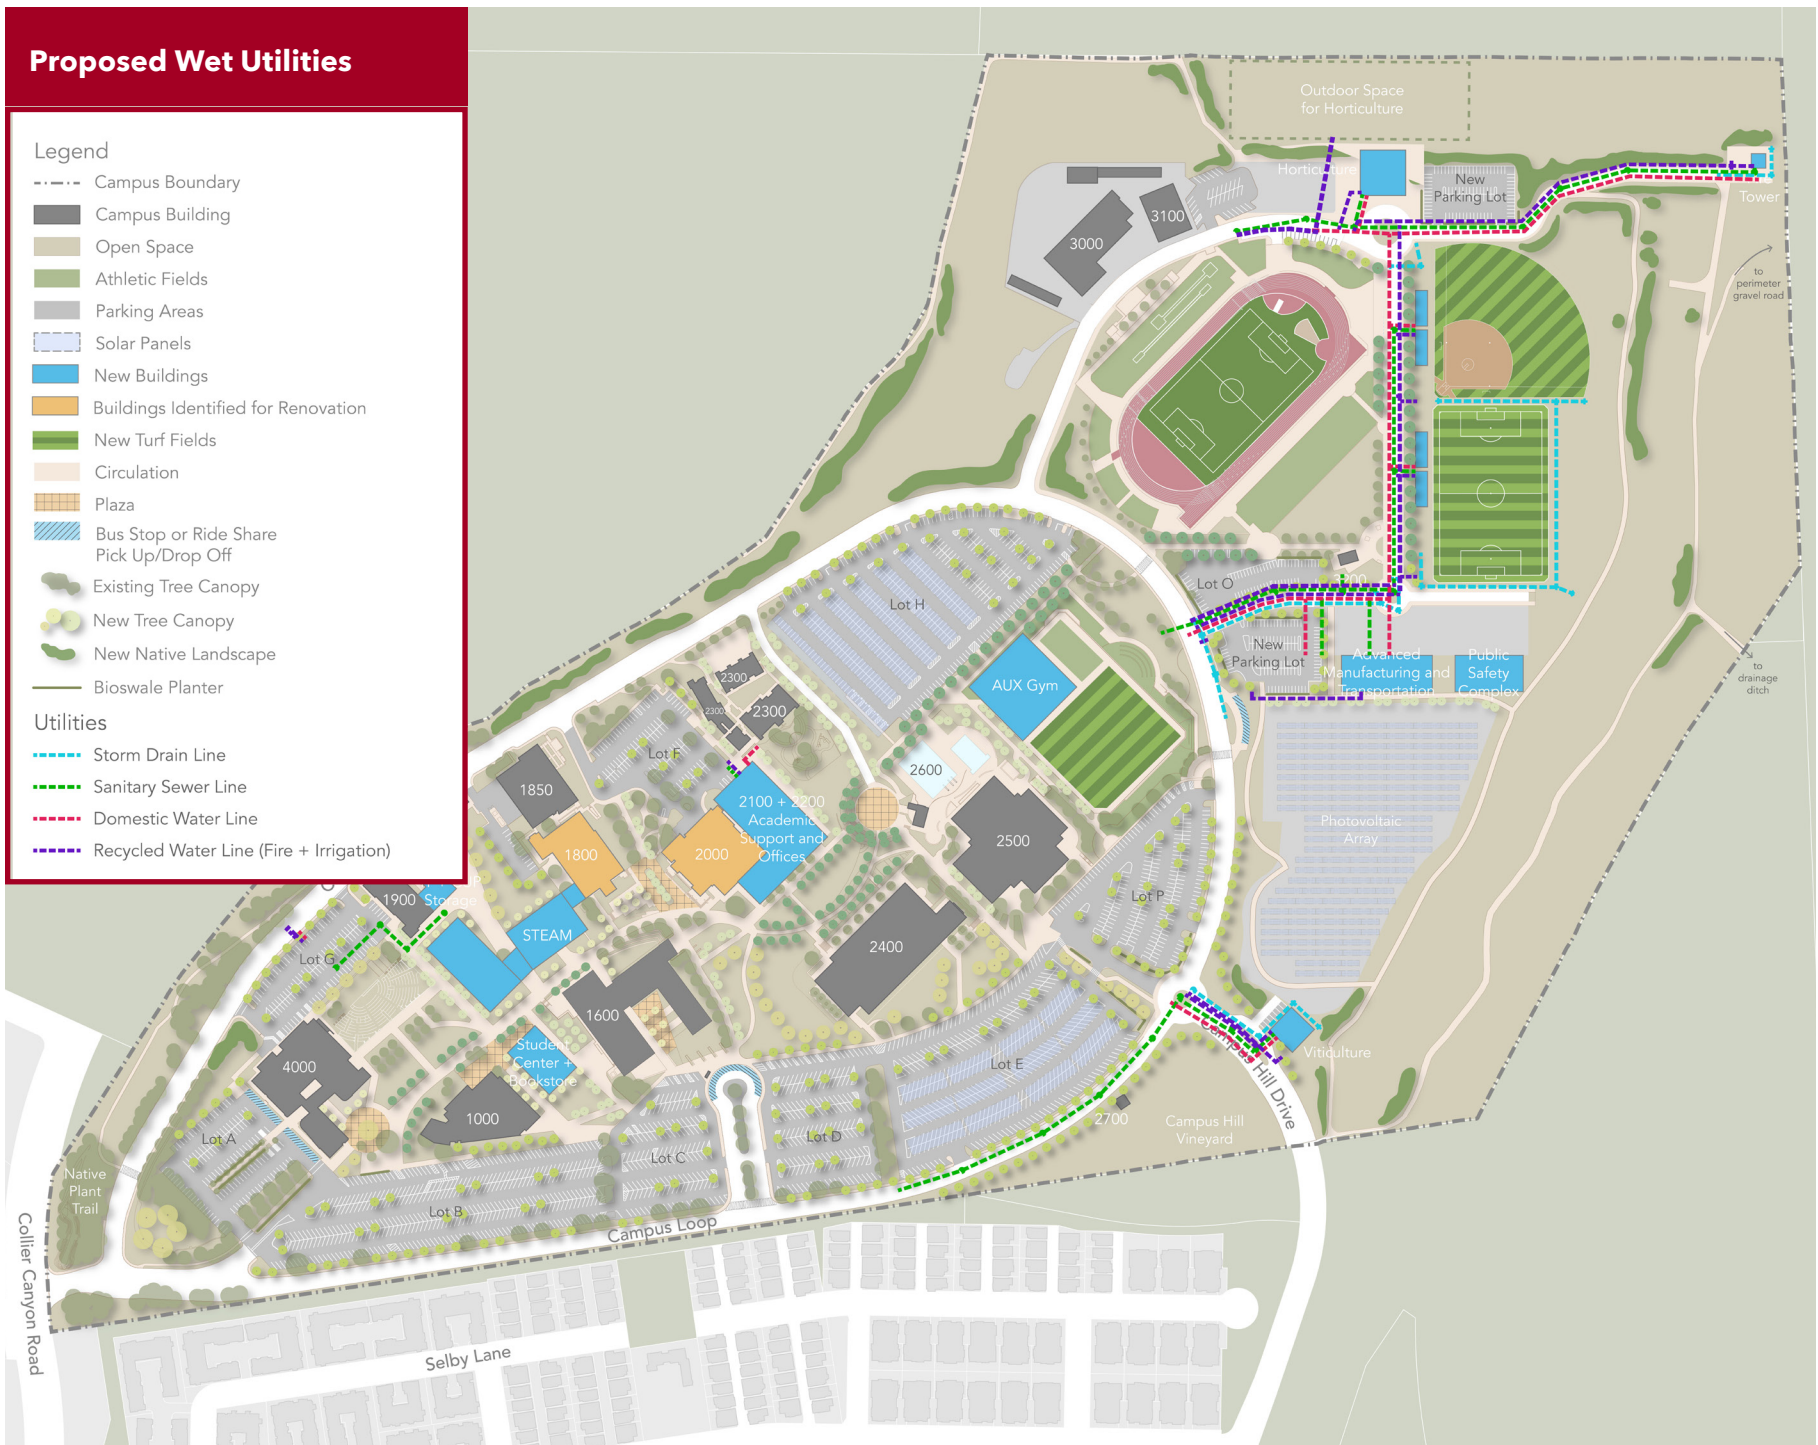 Proposed Wet Utilities
Legend
Campus Boundary
Campus Building
Open Space
Athletic Fields
Parking Areas
Solar Panels
New Buildings
Buildings Identified for Renovation
New Turf Fields
Circulation
Plaza
Bus Stop or Ride Share
Pick Up/Drop Off
Existing Tree Canopy
New Tree Canopy
New Native Landscape
Bioswale Planter
Utilities
Storm Drain Line
Sanitary Sewer Line
Domestic Water Line
Recycled Water Line (Fire + Irrigation)
Outdoor Space
for Horticulture
Horticulture
New
Parking Lot
Tower
3100
3000
to
perimeter
gravel road
Lot O
3200
Lot H
New
Parking Lot
Advanced
Manufacturing and
Transportation
Public
Safety
Complex
to
drainage
ditch
AUX Gym
2300
2300
2300
Lot F
2600
1850
2100 + 2200
Academic
Support and
Offices
Photovoltaic
Array
1800
2000
2500
Lot P
1900
Storage
STEAM
2400
Lot G
1600
Student
Center +
Bookstore
4000
Lot E
Viticulture
Campus Hill Drive
1000
2700
Campus Hill
Vineyard
Lot A
Lot D
Lot C
Native
Plant
Trail
Lot B
Campus Loop
Collier Canyon Road
Selby Lane